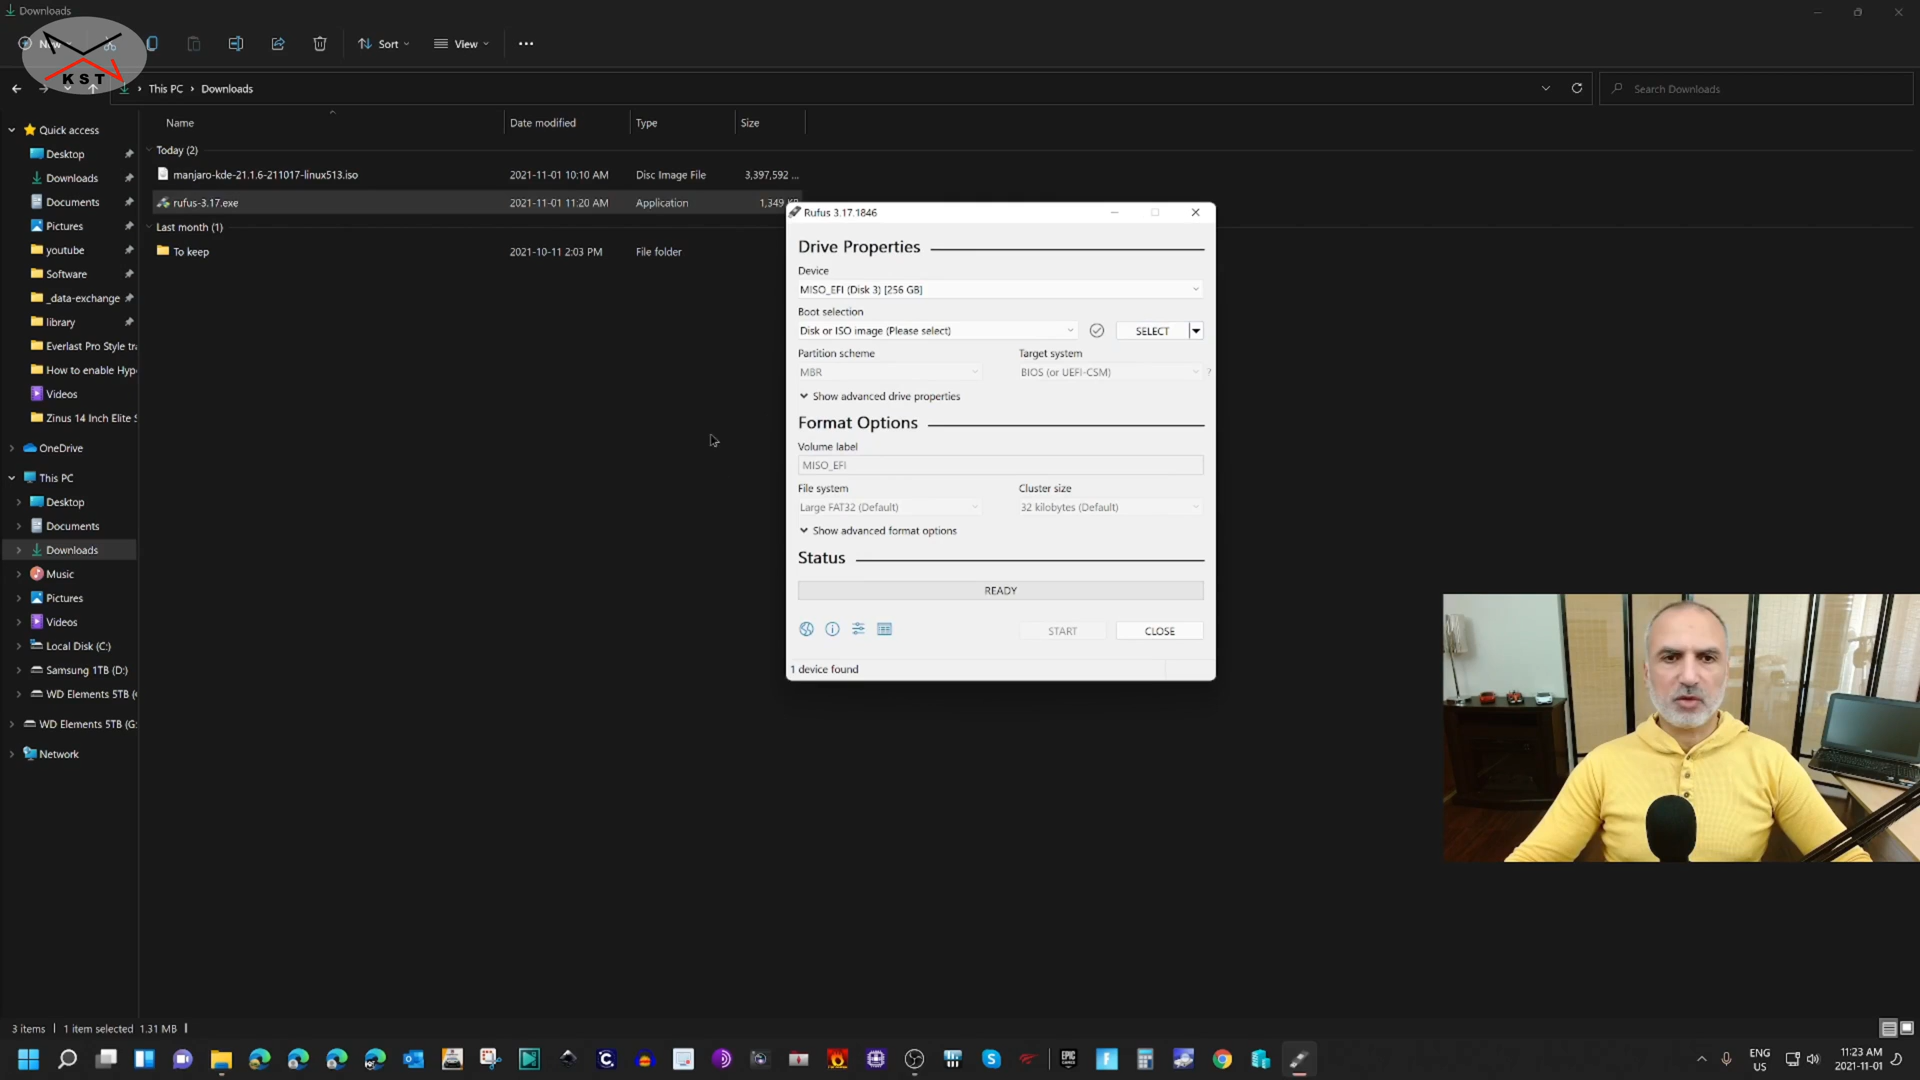 Downloads
New
Sort
View
KST
This PC > Downloads
Search Downloads
Name
Date modified
Type
Size
Today (2)
manjaro-kde-21.1.6-211017-linux513.iso
2021-11-01 10:10 AM
Disc Image File
3,397,592 ...
rufus-3.17.exe
2021-11-01 11:20 AM
Application
1,349
Last month (1)
To keep
2021-10-11 2:03 PM
File folder
Quick access
Desktop
Downloads
Documents
Pictures
youtube
Software
_data-exchange
library
Everlast Pro Style tr
How to enable Hyp
Videos
Zinus 14 Inch Elite
OneDrive
This PC
Desktop
Documents
Downloads
Music
Pictures
Videos
Local Disk (C:)
Samsung 1TB (D:)
WD Elements 5TB
WD Elements 5TB (G:
Network
Rufus 3.17.1846
Drive Properties
Device
MISO_EFI (Disk 3) [256 GB]
Boot selection
Disk or ISO image (Please select)
SELECT
Partition scheme
Target system
MBR
BIOS (or UEFI-CSM)
?
Show advanced drive properties
Format Options
Volume label
MISO_EFI
File system
Cluster size
Large FAT32 (Default)
32 kilobytes (Default)
Show advanced format options
Status
READY
START
CLOSE
1 device found
3 items
1 item selected 1.31 MB
EPIC
ENG
US
11:23 AM
2021-11-01